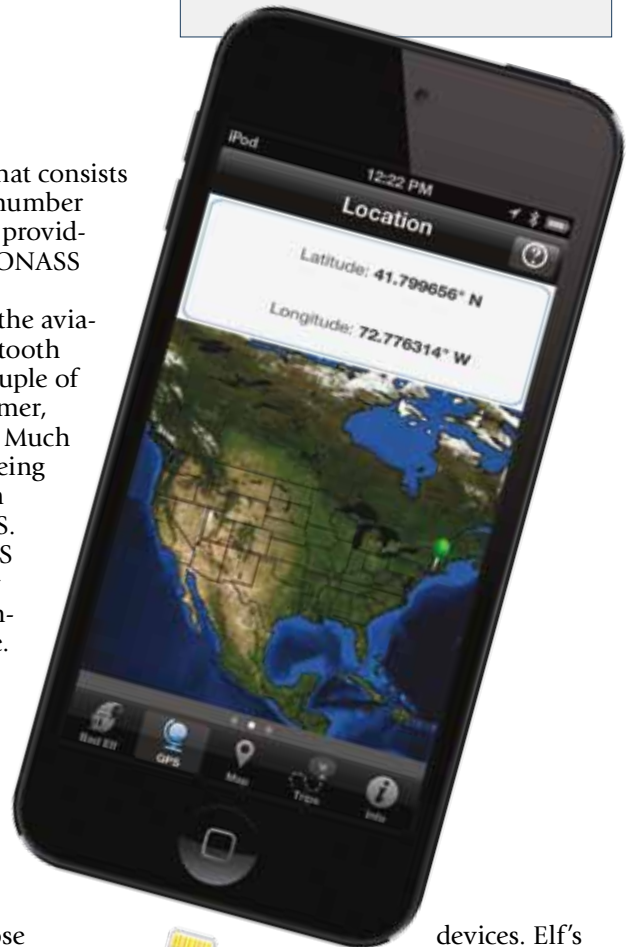 hat consists
number
provid-
ONASS
the avia-
tooth
uple of
mer,
Much
eing
n
S.
S
n-
e.
iPod
12:22 PM
Location
Latitude: 41.799656° N
Longitude: 72.776314° W
Bad Elf
GPS
Map
Trips
Info
ose
devices. Elf's